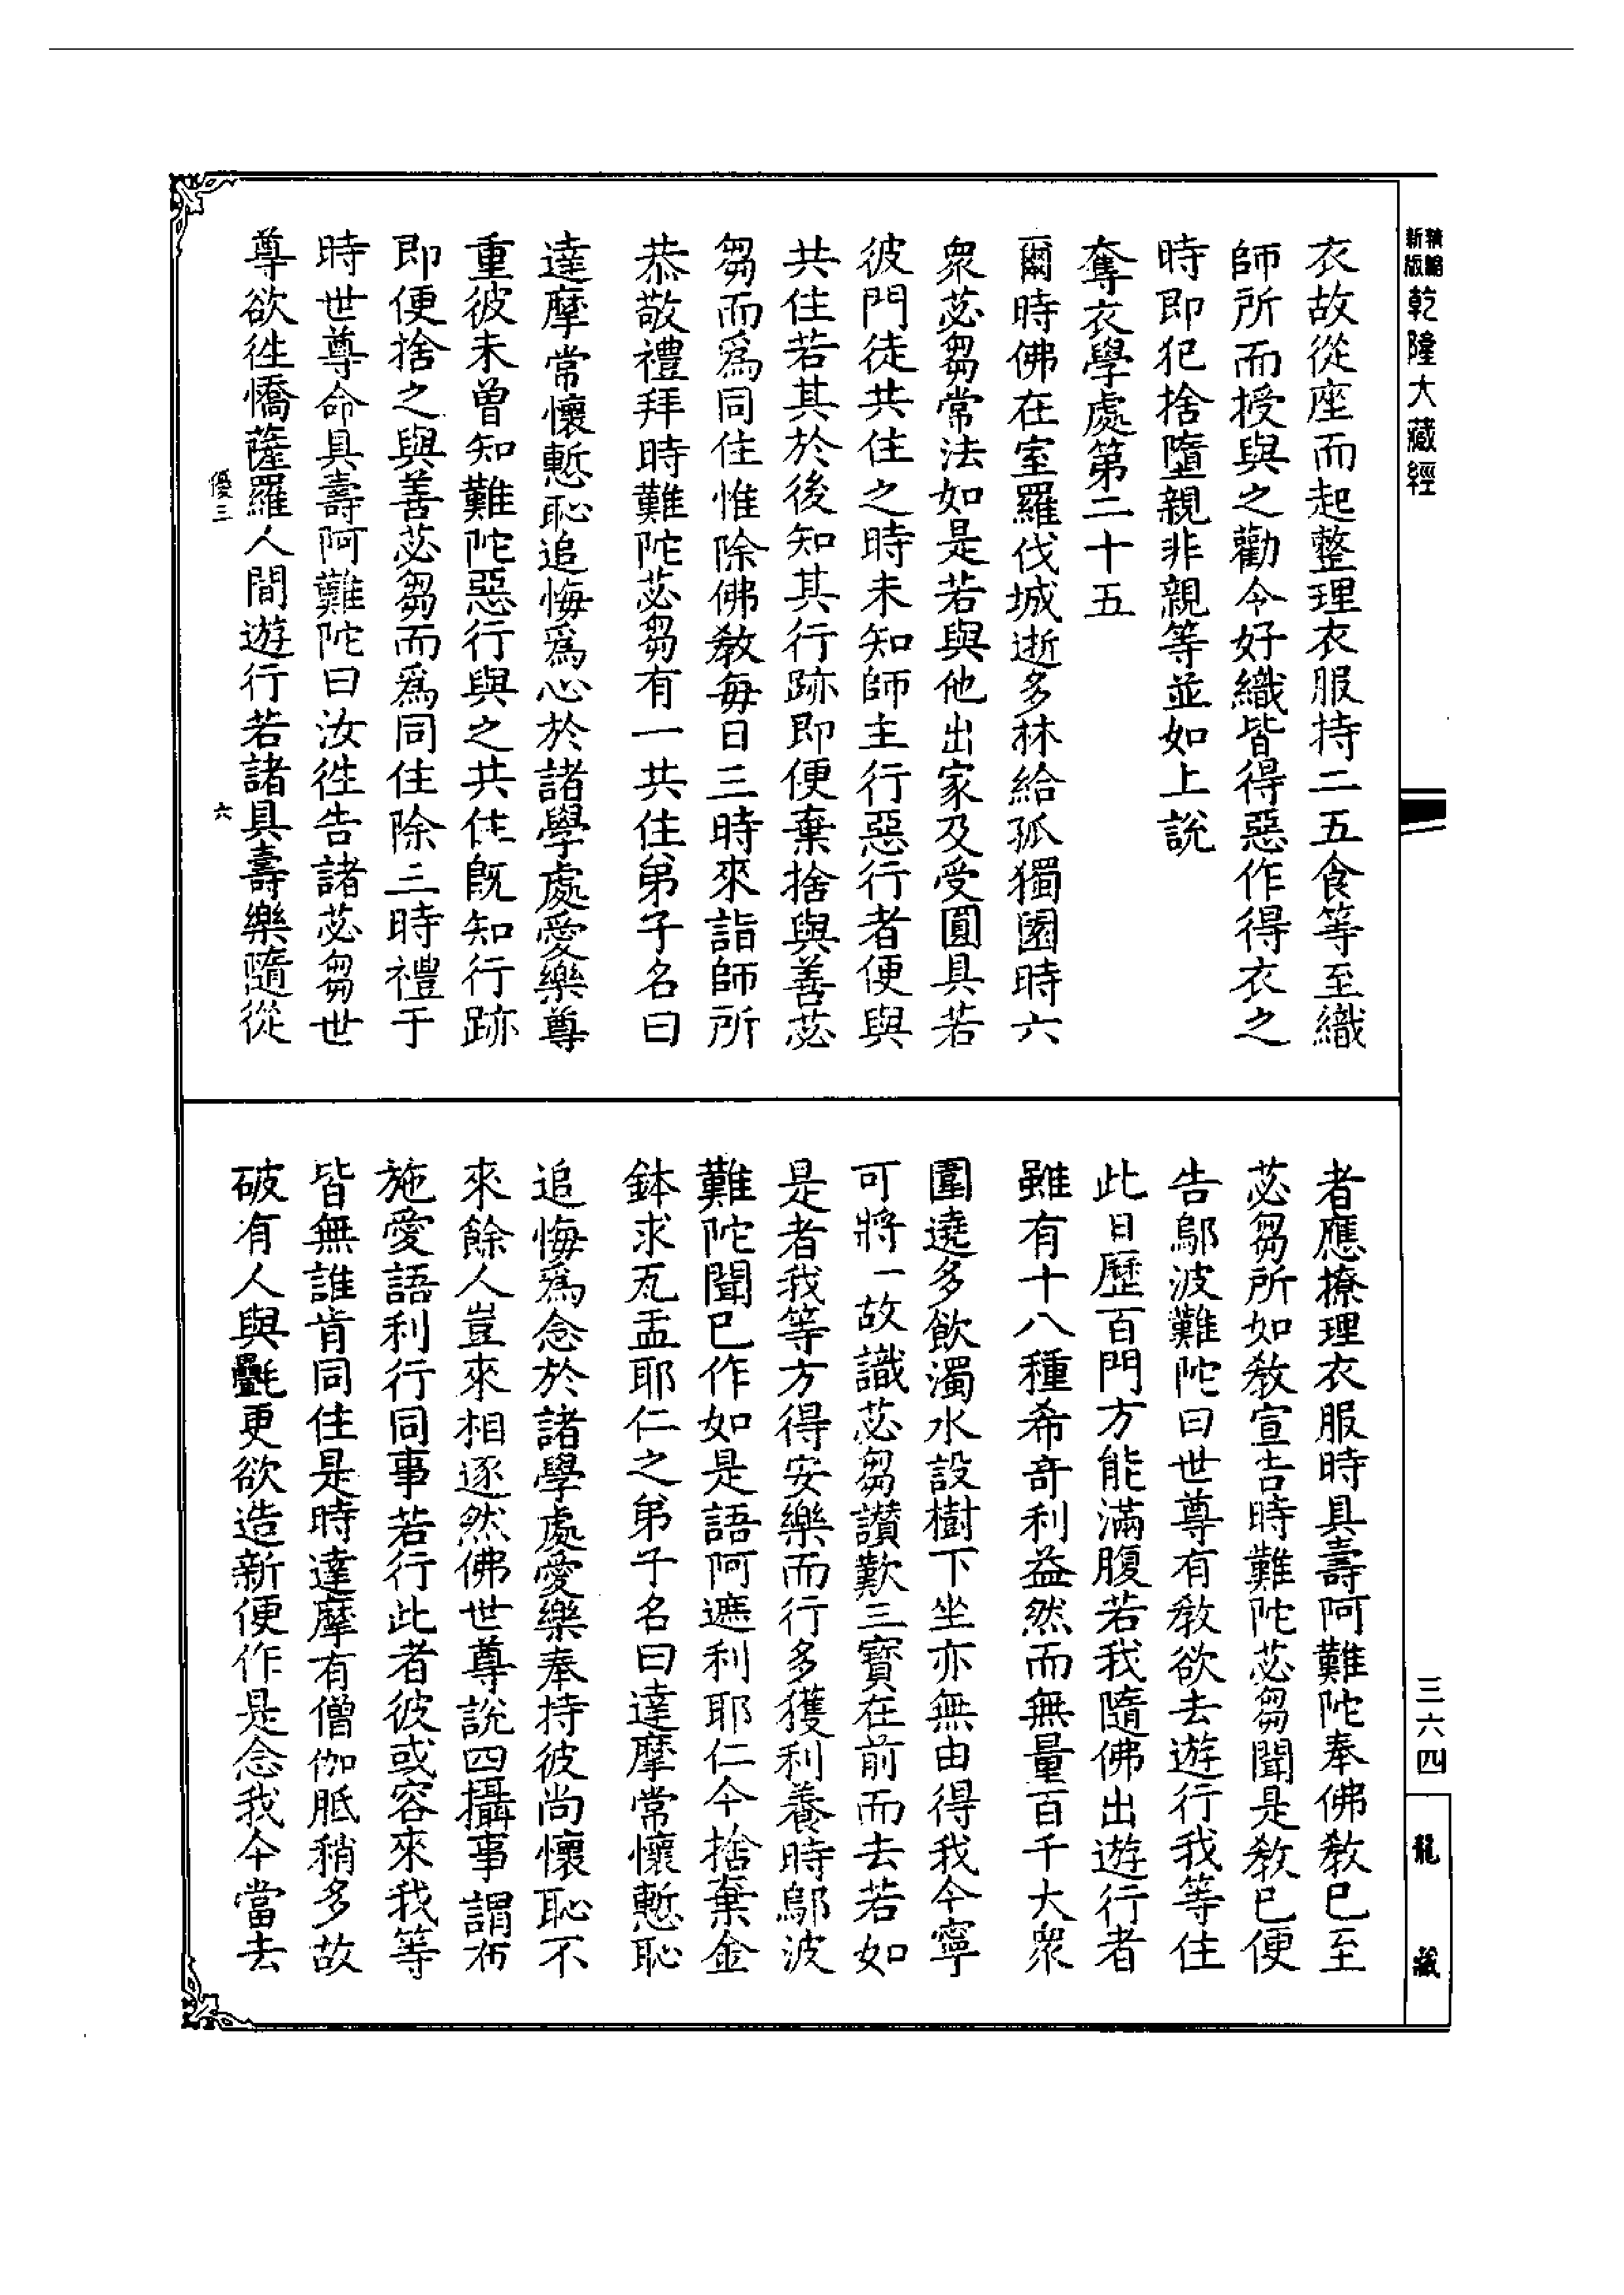 新版精縮
乾隆大藏經
衣故從座而起整理衣服持二五食等至織
師所而授與之勸令好織皆得惡作得衣之
時即犯捨墮親非親等並如上說
奪衣學處第二十五
爾時佛在室羅伐城逝多林給孤獨園時六
衆苾芻常法如是若與他出家及受圓具若
彼門徒共住之時未知師主行惡行者便與
共住若其於後知其行跡即便棄捨與善苾
芻而爲同住惟除佛敎每日三時來詣師所
恭敬禮拜時難陀苾芻有一共住弟子名曰
達摩常懷慙恥追悔爲心於諸學處愛樂尊
重彼未曾知難陀惡行與之共住旣知行跡
即便捨之與善苾芻而爲同住除三時禮于
時世尊命具壽阿難陀曰汝徃告諸苾芻世
尊欲徃憍薩羅人間遊行若諸具壽樂隨從
優三
六
者應撩理衣服時具壽阿難陀奉佛敎已至
苾芻所如敎宣告時難陀苾芻聞是敎已便
告鄔波難陀曰世尊有敎欲去遊行我等住
此日歷百門方能滿腹若我隨佛出遊行者
雖有十八種希奇利益然而無量百千大衆
圍遶多飲濁水設樹下坐亦無由得我今寧
可將一故識苾芻讚歎三寶在前而去若如
是者我等方得安樂而行多獲利養時鄔波
難陀聞已作如是語阿遮利耶仁今捨棄金
鉢求瓦盂耶仁之弟子名曰達摩常懷慙恥
追悔爲念於諸學處愛樂奉持彼尚懷恥不
來餘人豈來相逐然佛世尊說四攝事謂布
施愛語利行同事若行此者彼或容來我等
皆無誰肯同住是時達摩有僧伽胝稍多故
破有人與㲲更欲造新便作是念我今當去
三六四
龍藏